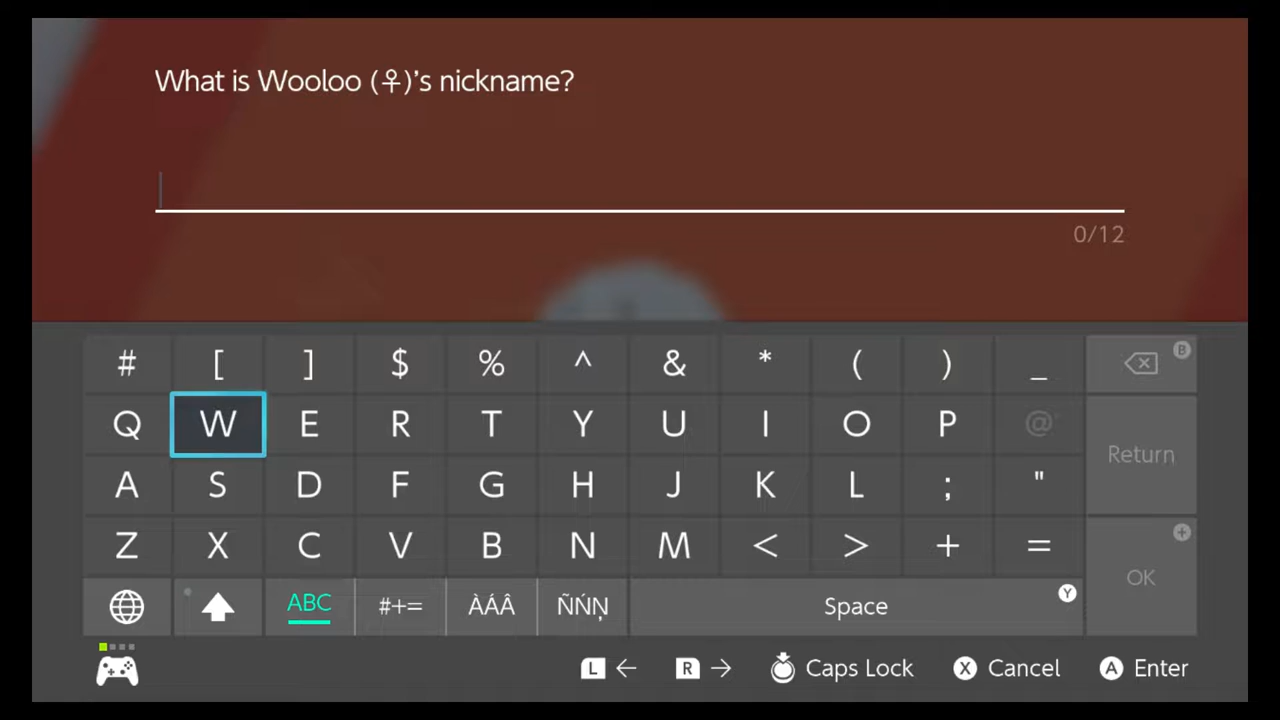 What is Wooloo (♀)'s nickname?
0/12
# [ ] $ % ^ & * ( ) _ B
Q W E R T Y U I O P @ Return
A S D F G H J K L ; "
Z X C V B N M < > + = + OK
ABC #+= ÀÁÂ ÑŃŅ Space Y
L ← R → Caps Lock X Cancel A Enter